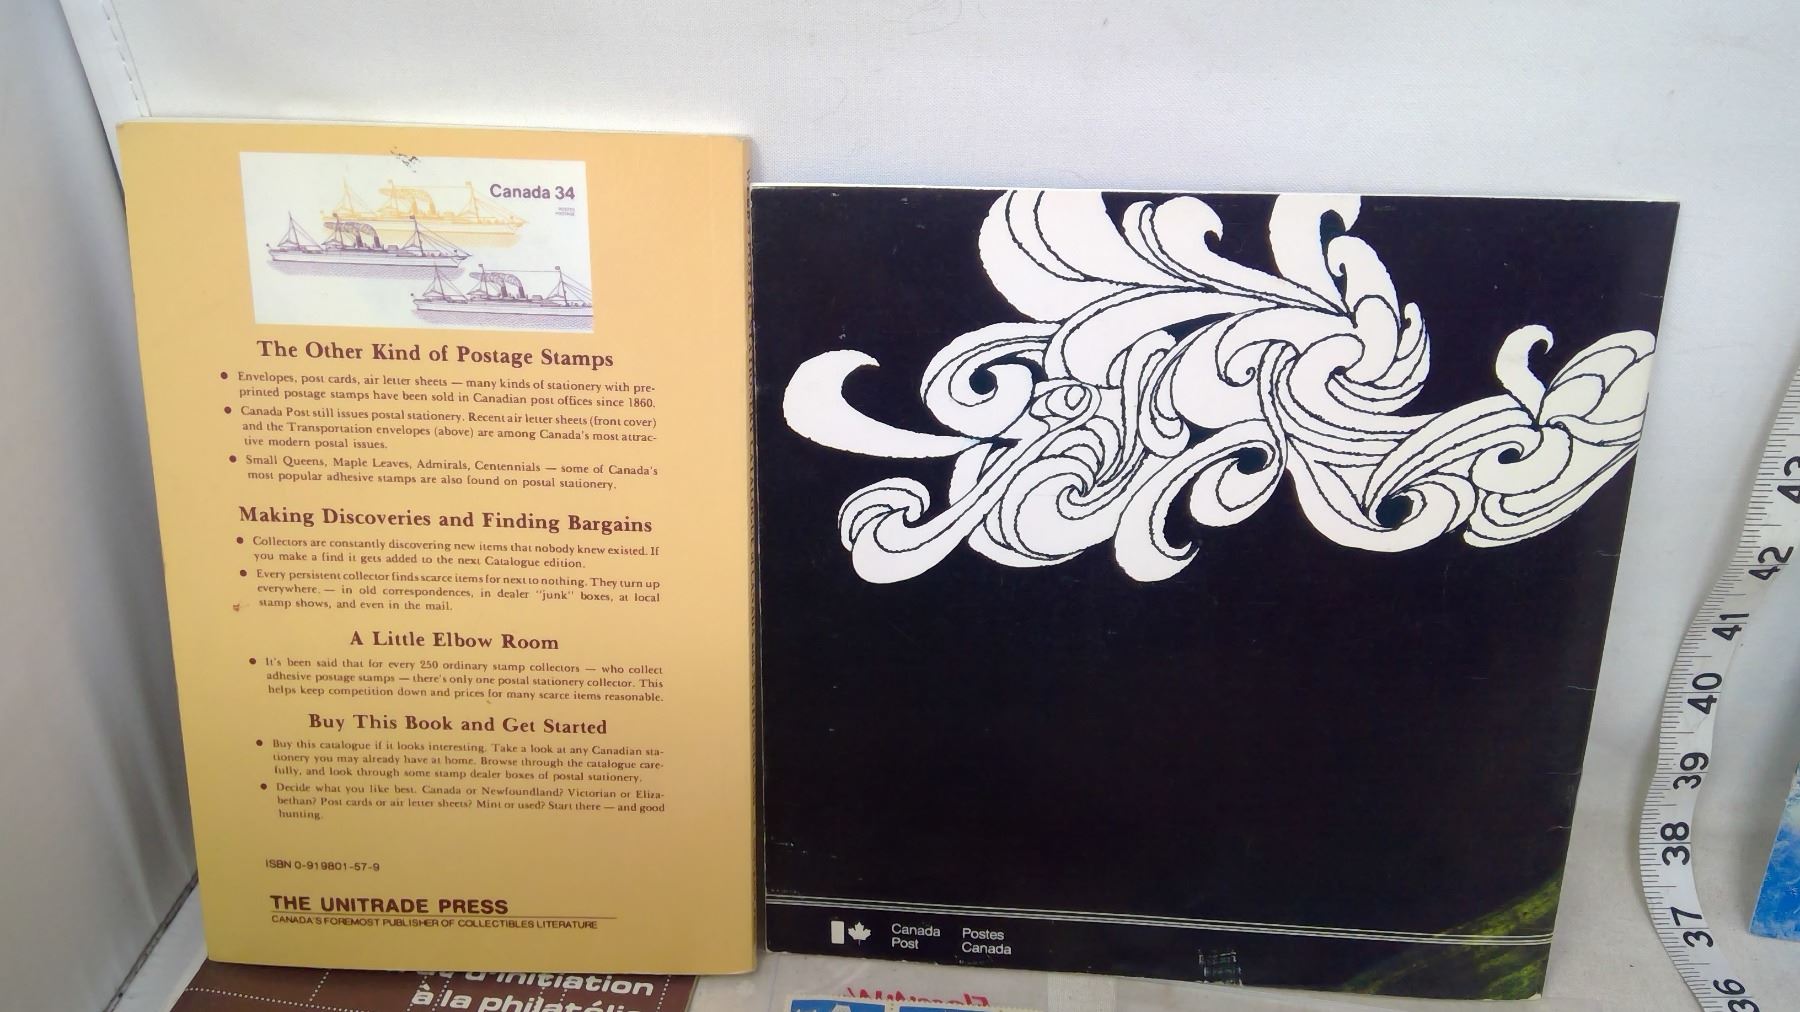 Canada 34
POSTES
POSTAGE
The Other Kind of Postage Stamps
• Envelopes, post cards, air letter sheets — many kinds of stationery with pre-
printed postage stamps have been sold in Canadian post offices since 1860.
• Canada Post still issues postal stationery. Recent air letter sheets (front cover)
and the Transportation envelopes (above) are among Canada's most attrac-
tive modern postal issues.
• Small Queens, Maple Leaves, Admirals, Centennials — some of Canada's
most popular adhesive stamps are also found on postal stationery.
Making Discoveries and Finding Bargains
• Collectors are constantly discovering new items that nobody knew existed. If
you make a find it gets added to the next Catalogue edition.
• Every persistent collector finds scarce items for next to nothing. They turn up
everywhere. — in old correspondences, in dealer "junk" boxes, at local
stamp shows, and even in the mail.
A Little Elbow Room
• It's been said that for every 250 ordinary stamp collectors — who collect
adhesive postage stamps — there's only one postal stationery collector. This
helps keep competition down and prices for many scarce items reasonable.
Buy This Book and Get Started
• Buy this catalogue if it looks interesting. Take a look at any Canadian sta-
tionery you may already have at home. Browse through the catalogue care-
fully, and look through some stamp dealer boxes of postal stationery.
• Decide what you like best. Canada or Newfoundland? Victorian or Eliza-
bethan? Post cards or air letter sheets? Mint or used? Start there — and good
hunting.
ISBN 0-919801-57-9
THE UNITRADE PRESS
CANADA'S FOREMOST PUBLISHER OF COLLECTIBLES LITERATURE
d'initiation
à la philatélie
Canada
Post
Postes
Canada
43
42
41
40
39
38
37
36